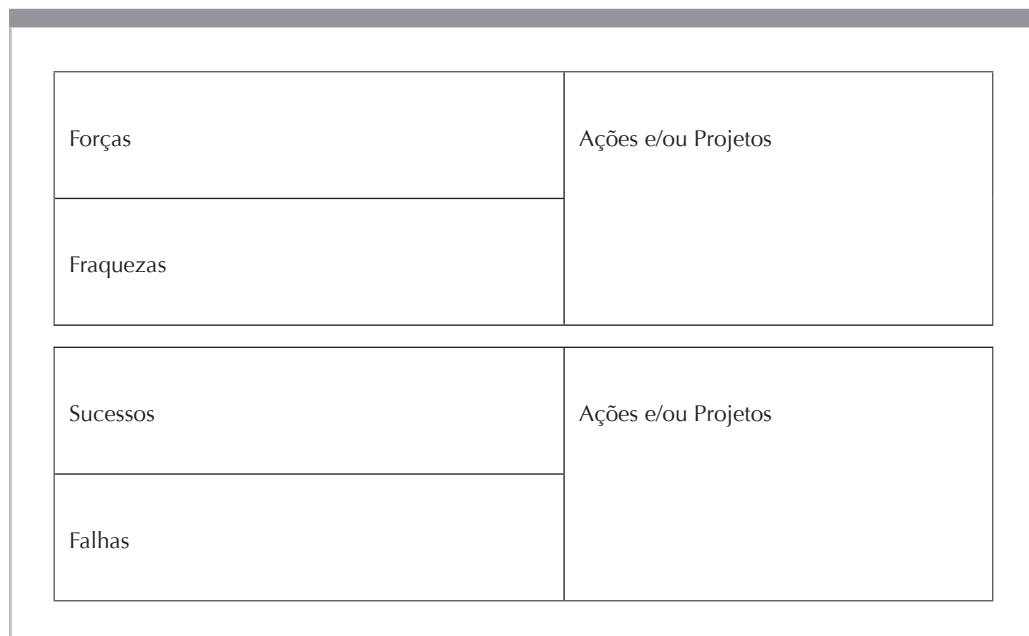 Forças
Ações e/ou Projetos
Fraquezas
Sucessos
Ações e/ou Projetos
Falhas